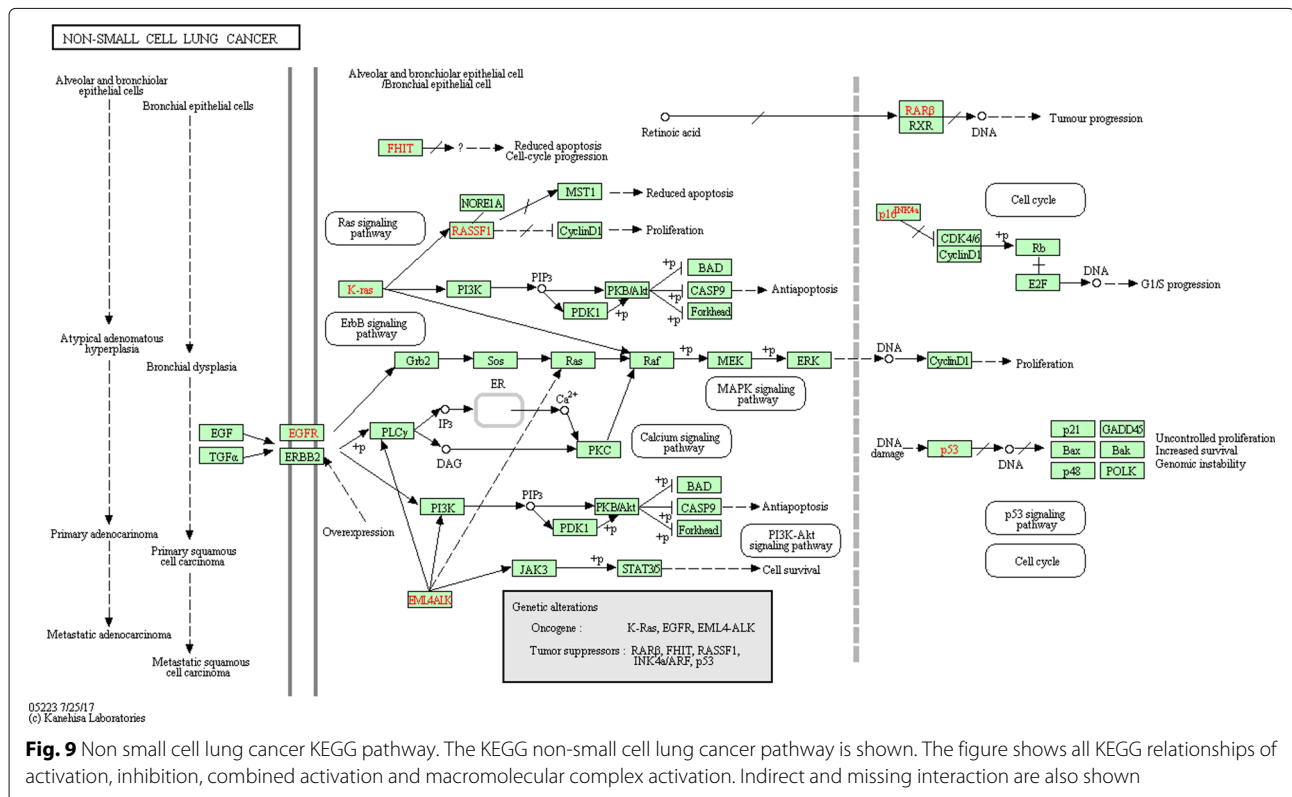 NON-SMALL CELL LUNG CANCER
Alveolar and bronchiolar
epithelial cells
Bronchial epithelial cells
Atypical adenomatous
hyperplasia
Bronchial dysplasia
Primary adenocarcinoma
Primary squamous
cell carcinoma
Metastatic adenocarcinoma
Metastatic squamous
cell carcinoma
Alveolar and bronchiolar epithelial cell
/Bronchial epithelial cell
Retinoic acid
RARβ
RXR
DNA
Tumour progression
FHIT
?
Reduced apoptosis
Cell-cycle progression
Ras signaling
pathway
NORE1A
RASSF1
MST1
Reduced apoptosis
CyclinD1
Proliferation
p16INK4a
Cell cycle
CDK4/6
CyclinD1
+p
Rb
E2F
DNA
G1/S progression
K-ras
PI3K
PIP3
PDK1
+p
PKB/Akt
+p
+p
+p
BAD
CASP9
Forkhead
Antiapoptosis
ErbB signaling
pathway
Grb2
Sos
Ras
Raf
+p
MEK
+p
ERK
DNA
CyclinD1
Proliferation
MAPK signaling
pathway
EGF
TGFα
EGFR
ERBB2
+p
PLCγ
IP3
ER
Ca2+
DAG
PKC
Calcium signaling
pathway
Overexpression
PI3K
PIP3
PDK1
+p
PKB/Akt
+p
+p
+p
BAD
CASP9
Forkhead
Antiapoptosis
PI3K-Akt
signaling pathway
JAK3
+p
STAT3/5
Cell survival
EML4ALK
DNA
damage
p53
DNA
p21
GADD45
Bax
Bak
p48
POLK
Uncontrolled proliferation
Increased survival
Genomic instability
p53 signaling
pathway
Cell cycle
Genetic alterations
Oncogene : K-Ras, EGFR, EML4-ALK
Tumor suppressors : RARβ, FHIT, RASSF1,
INK4a/ARF, p53
05223 7/25/17
(c) Kanehisa Laboratories
Fig. 9 Non small cell lung cancer KEGG pathway. The KEGG non-small cell lung cancer pathway is shown. The figure shows all KEGG relationships of
activation, inhibition, combined activation and macromolecular complex activation. Indirect and missing interaction are also shown